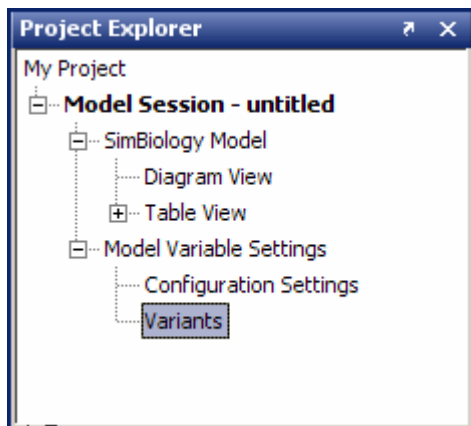 Project Explorer
My Project
Model Session - untitled
SimBiology Model
Diagram View
Table View
Model Variable Settings
Configuration Settings
Variants